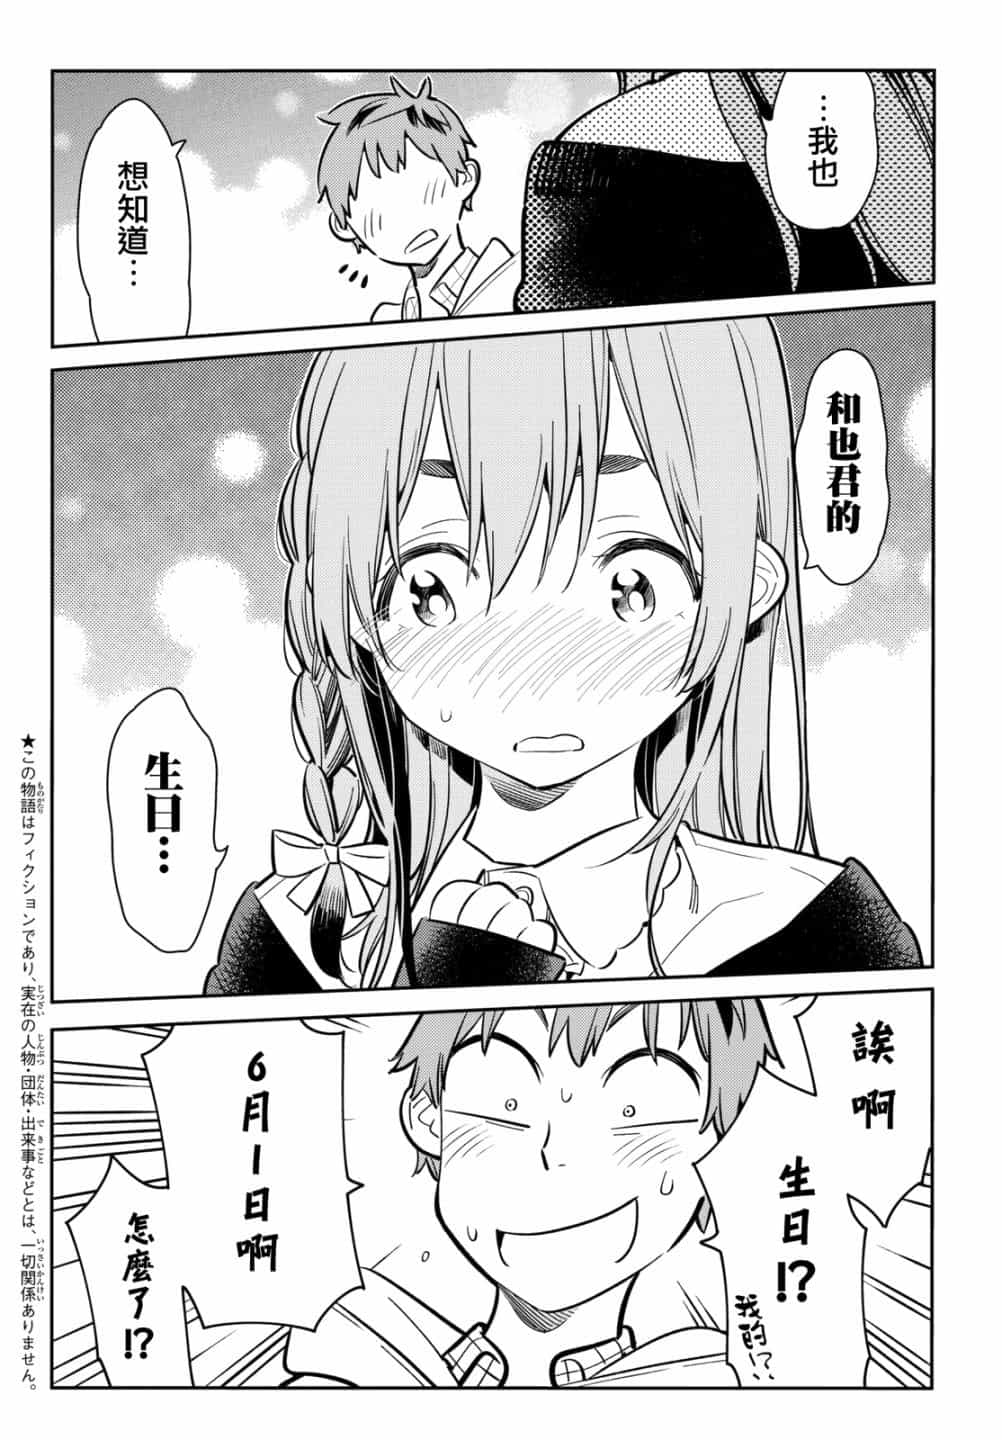 …我也
想知道…
和也君的
生日…
誒啊
生日!?
我的!?
6月1日啊
怎麼了!?
★この物語はフィクションであり、実在の人物・団体・出来事などとは、一切関係ありません。